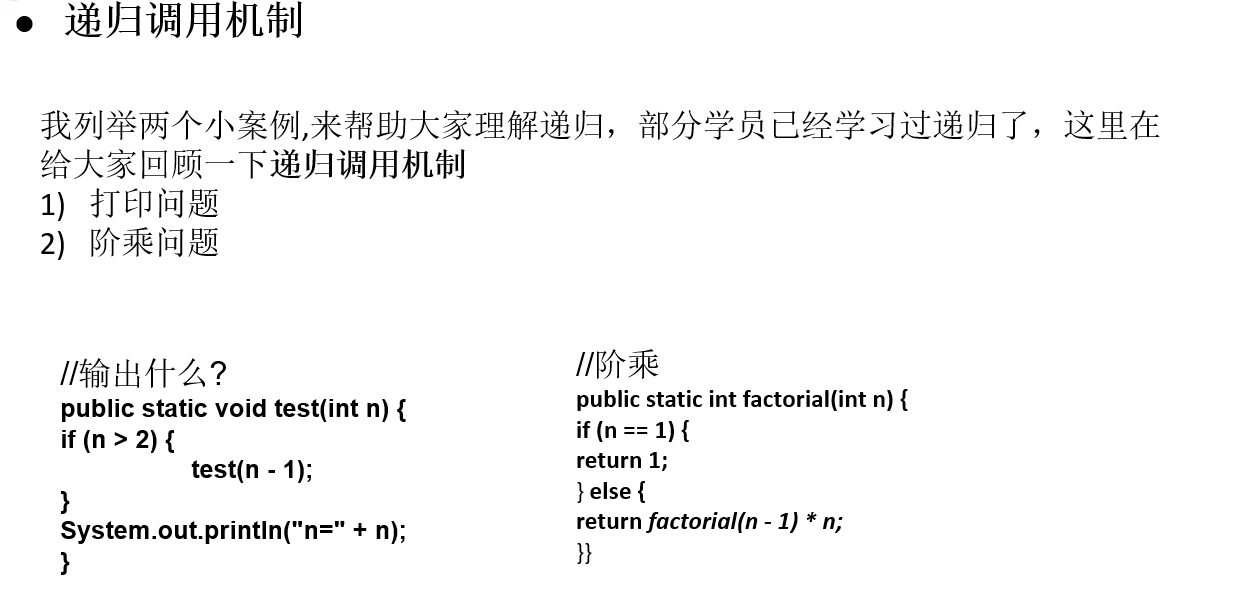 ● 递归调用机制
我列举两个小案例,来帮助大家理解递归，部分学员已经学习过递归了，这里在
给大家回顾一下递归调用机制
1) 打印问题
2) 阶乘问题
//输出什么?
public static void test(int n) {
if (n > 2) {
test(n - 1);
}
System.out.println("n=" + n);
}
//阶乘
public static int factorial(int n) {
if (n == 1) {
return 1;
} else {
return factorial(n - 1) * n;
}}